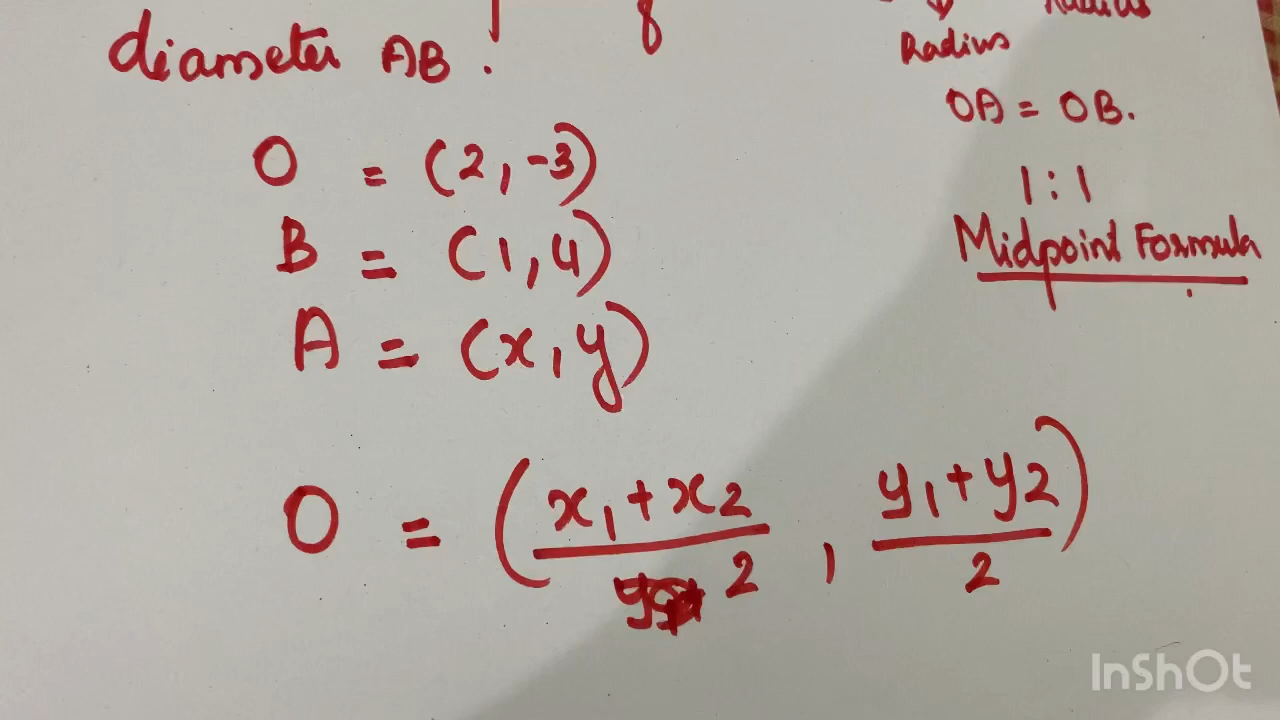 Radius
Radius
diameter AB.
OA = OB.
O = (2, -3)
1 : 1
B = (1, 4)
Midpoint Formula
A = (x, y)
O = (x₁ + x₂ / 2 , y₁ + y₂ / 2)
InShOt